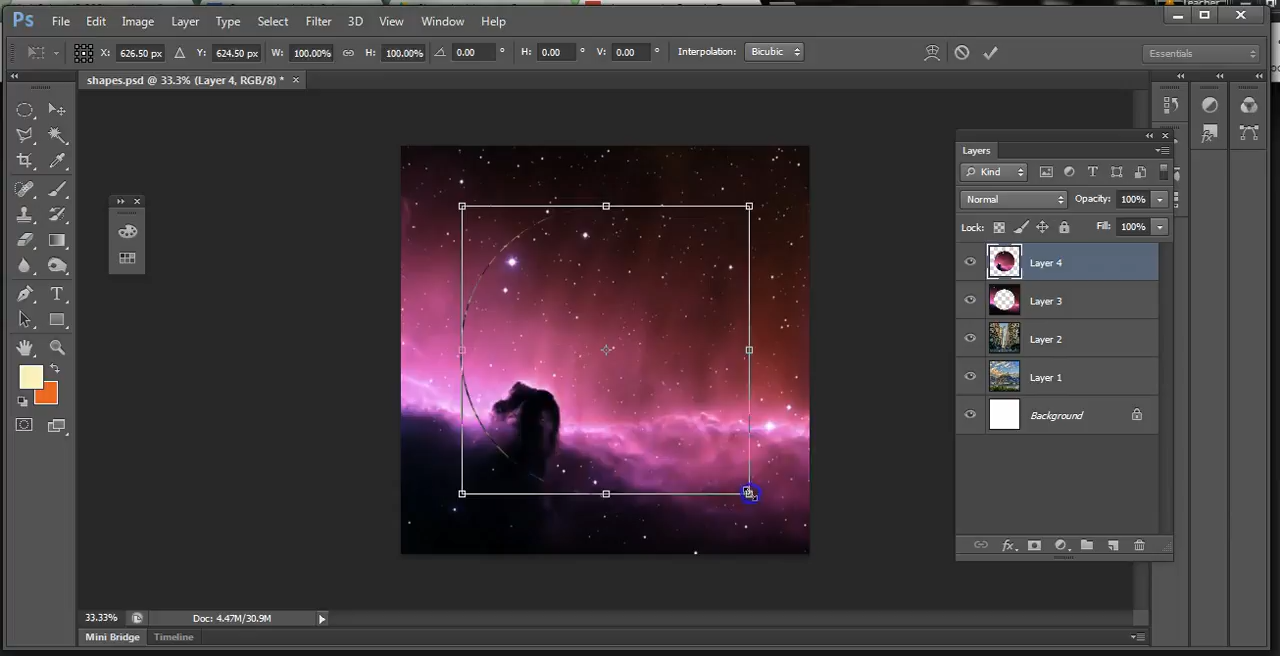 Teacher
Ps File Edit Image Layer Type Select Filter 3D View Window Help
X: 626.50 px Y: 624.50 px W: 100.00% H: 100.00% 0.00 ° H: 0.00 ° V: 0.00 ° Interpolation: Bicubic Essentials
shapes.psd @ 33.3% (Layer 4, RGB/8) * ×
Layers
Kind
Normal Opacity: 100%
Lock: Fill: 100%
Layer 4
Layer 3
Layer 2
Layer 1
Background
fx
33.33% Doc: 4.47M/30.9M
Mini Bridge Timeline